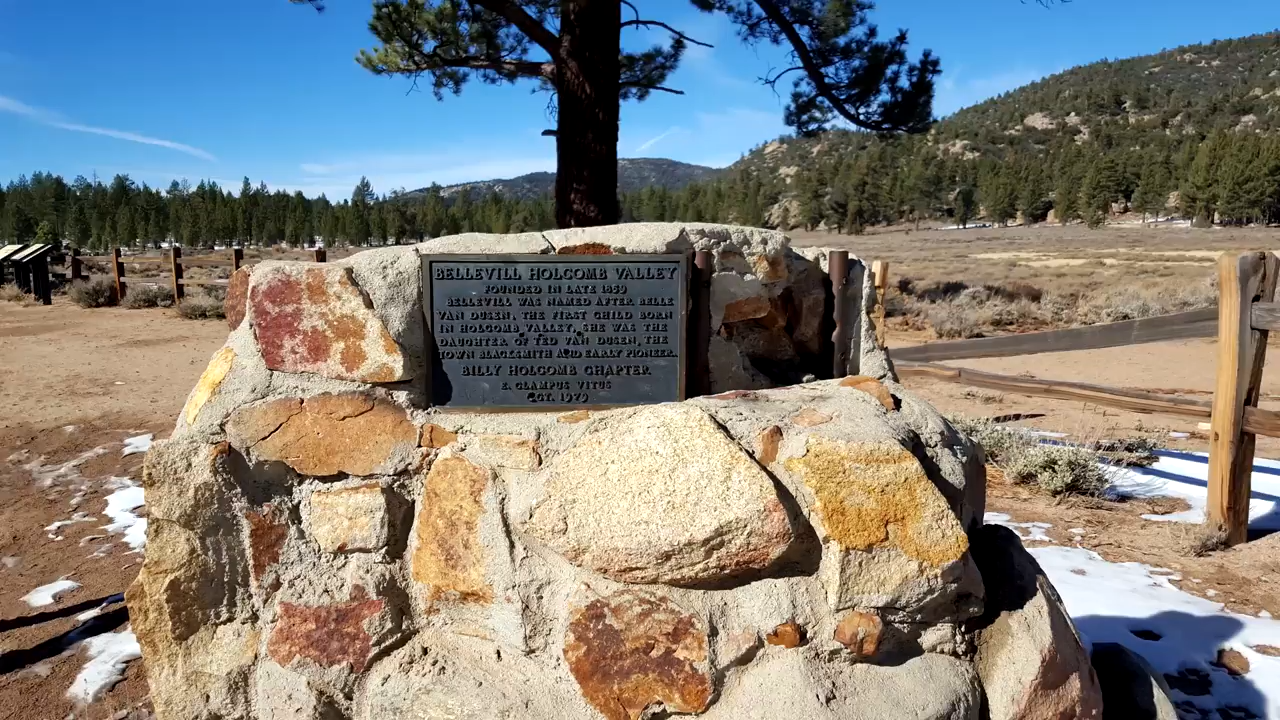 BELLEVILL HOLCOMB VALLEY
FOUNDED IN LATE 1859
BELLEVILL WAS NAMED AFTER BELLE
VAN DUSEN, THE FIRST CHILD BORN
IN HOLCOMB VALLEY, SHE WAS THE
DAUGHTER OF TED VAN DUSEN, THE
TOWN BLACKSMITH AND EARLY PIONEER.
BILLY HOLCOMB CHAPTER
E. CLAMPUS VITUS
OCT. 1979